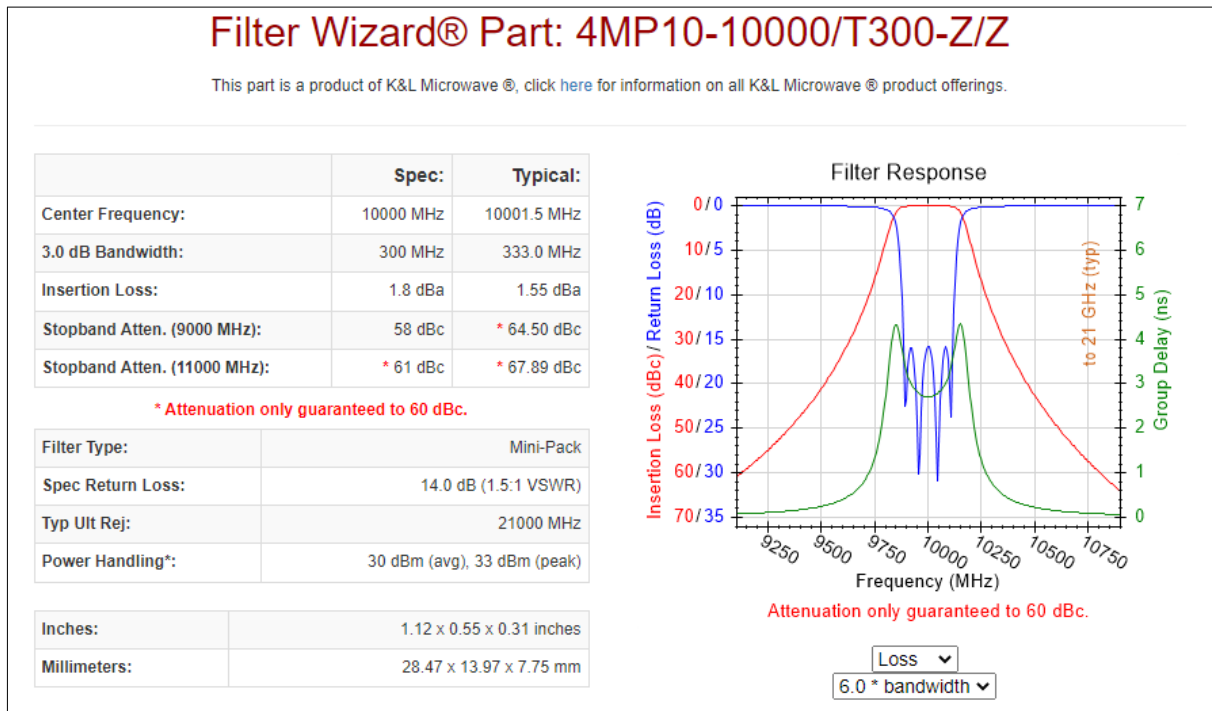 Filter Wizard® Part: 4MP10-10000/T300-Z/Z
This part is a product of K&L Microwave ®, click here for information on all K&L Microwave ® product offerings.
Spec: Typical:
Center Frequency: 10000 MHz 10001.5 MHz
3.0 dB Bandwidth: 300 MHz 333.0 MHz
Insertion Loss: 1.8 dBa 1.55 dBa
Stopband Atten. (9000 MHz): 58 dBc * 64.50 dBc
Stopband Atten. (11000 MHz): * 61 dBc * 67.89 dBc
* Attenuation only guaranteed to 60 dBc.
Filter Type: Mini-Pack
Spec Return Loss: 14.0 dB (1.5:1 VSWR)
Typ Ult Rej: 21000 MHz
Power Handling*: 30 dBm (avg), 33 dBm (peak)
Inches: 1.12 x 0.55 x 0.31 inches
Millimeters: 28.47 x 13.97 x 7.75 mm
Filter Response
Insertion Loss (dBc) / Return Loss (dB)
0/ 0
10/ 5
20/ 10
30/ 15
40/ 20
50/ 25
60/ 30
70/ 35
to 21 GHz (typ)
7
6
5
4
3
2
1
0
Group Delay (ns)
9250 9500 9750 10000 10250 10500 10750
Frequency (MHz)
Attenuation only guaranteed to 60 dBc.
Loss
6.0 * bandwidth